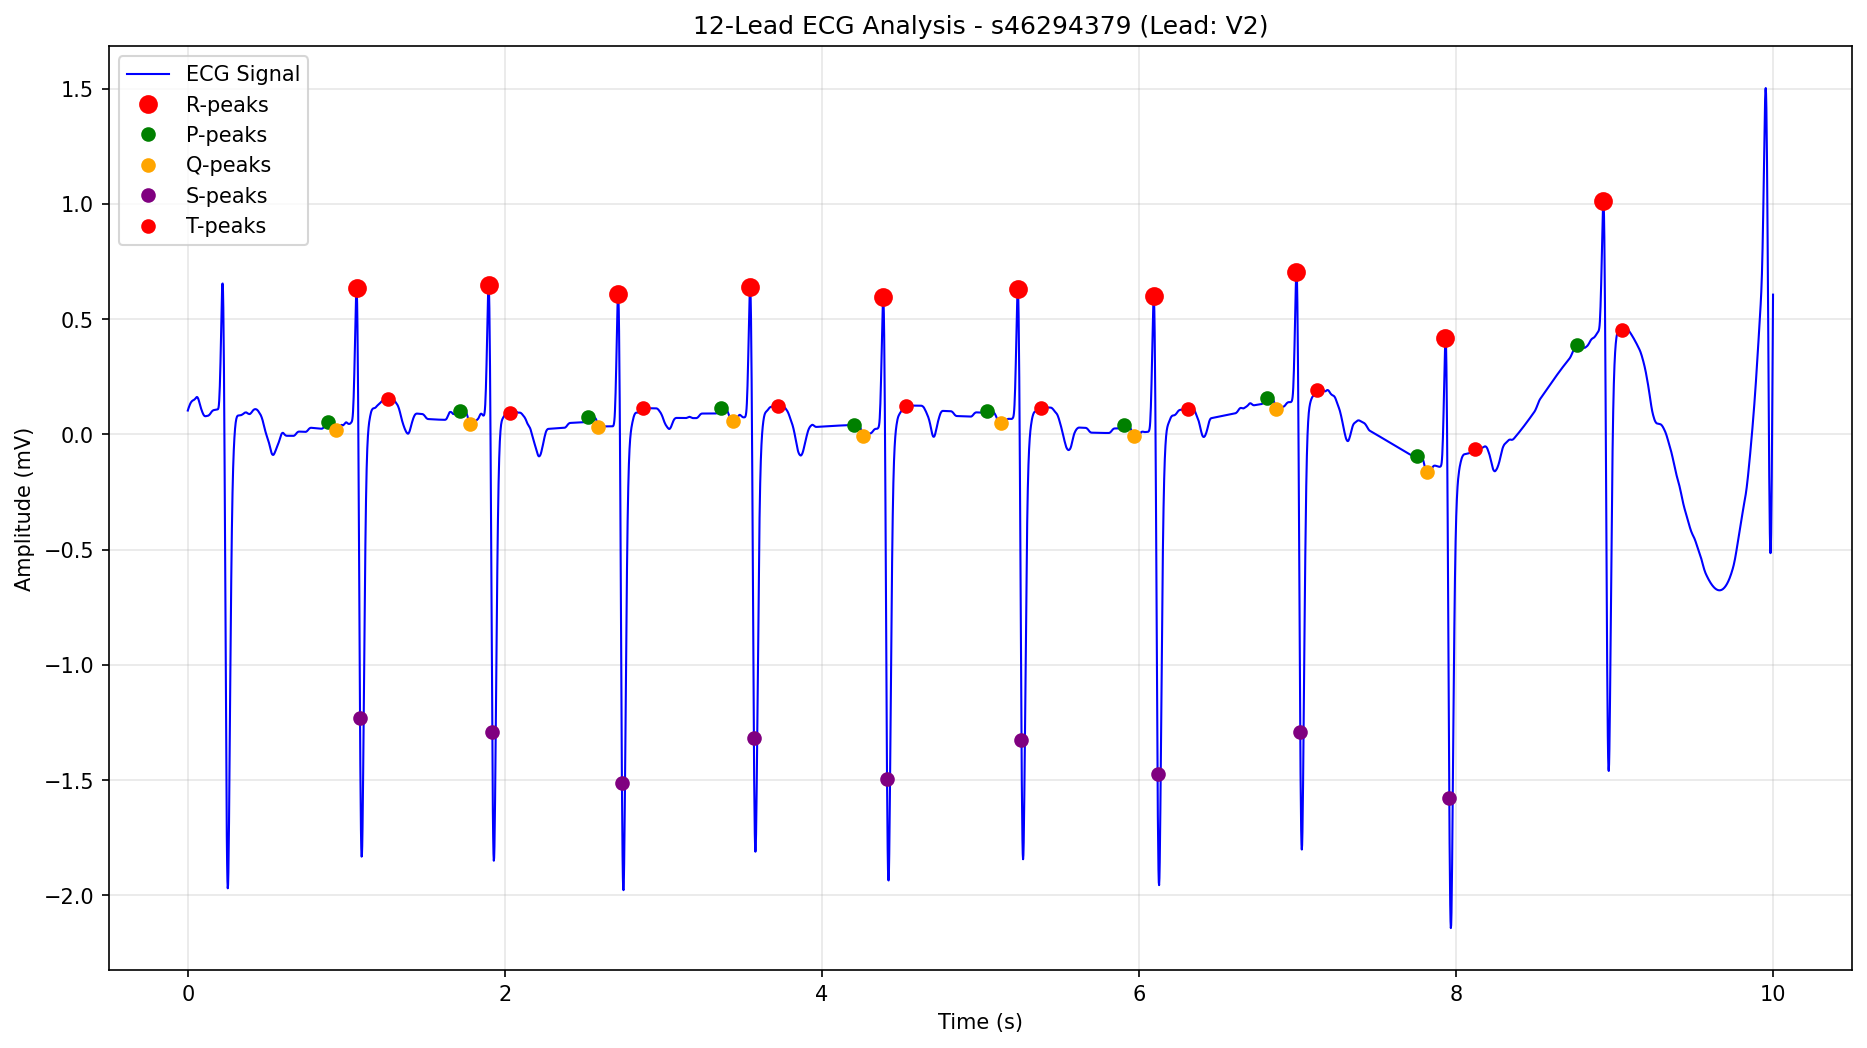 12-Lead ECG Analysis - s46294379 (Lead: V2)
ECG Signal
R-peaks
P-peaks
Q-peaks
S-peaks
T-peaks
1.5
1.0
0.5
0.0
−0.5
−1.0
−1.5
−2.0
Amplitude (mV)
0 2 4 6 8 10
Time (s)